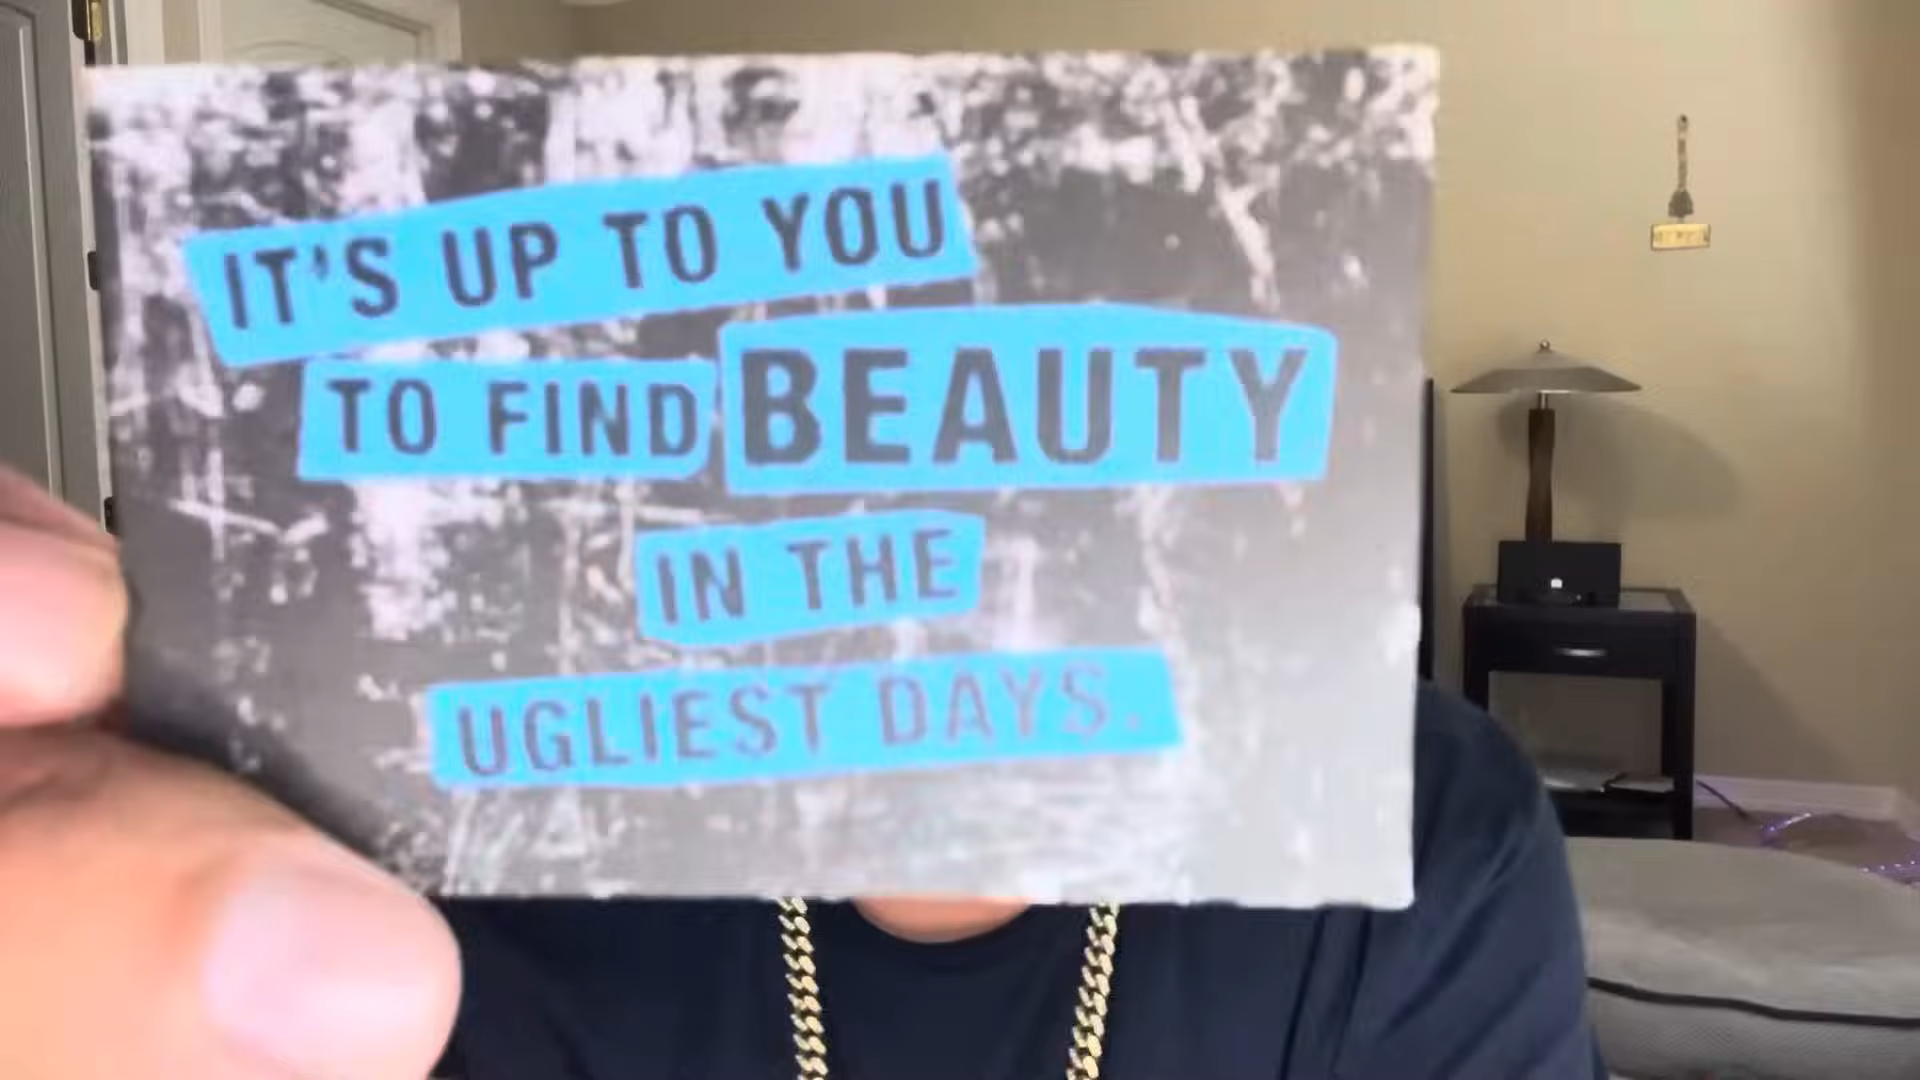 IT'S UP TO YOU
TO FIND BEAUTY
IN THE
UGLIEST DAYS.